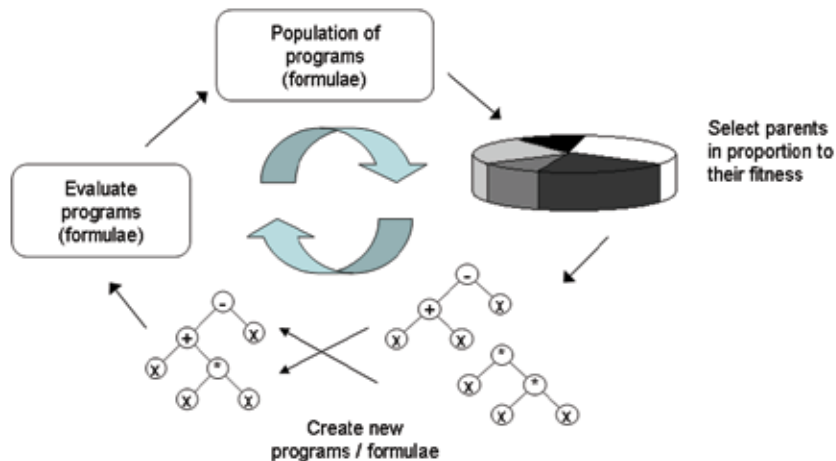 Population of
programs
(formulae)
Select parents
in proportion to
their fitness
Evaluate
programs
(formulae)
-
+
x
x
*
x
x
-
+
x
x
x
*
x
*
x
x
Create new
programs / formulae